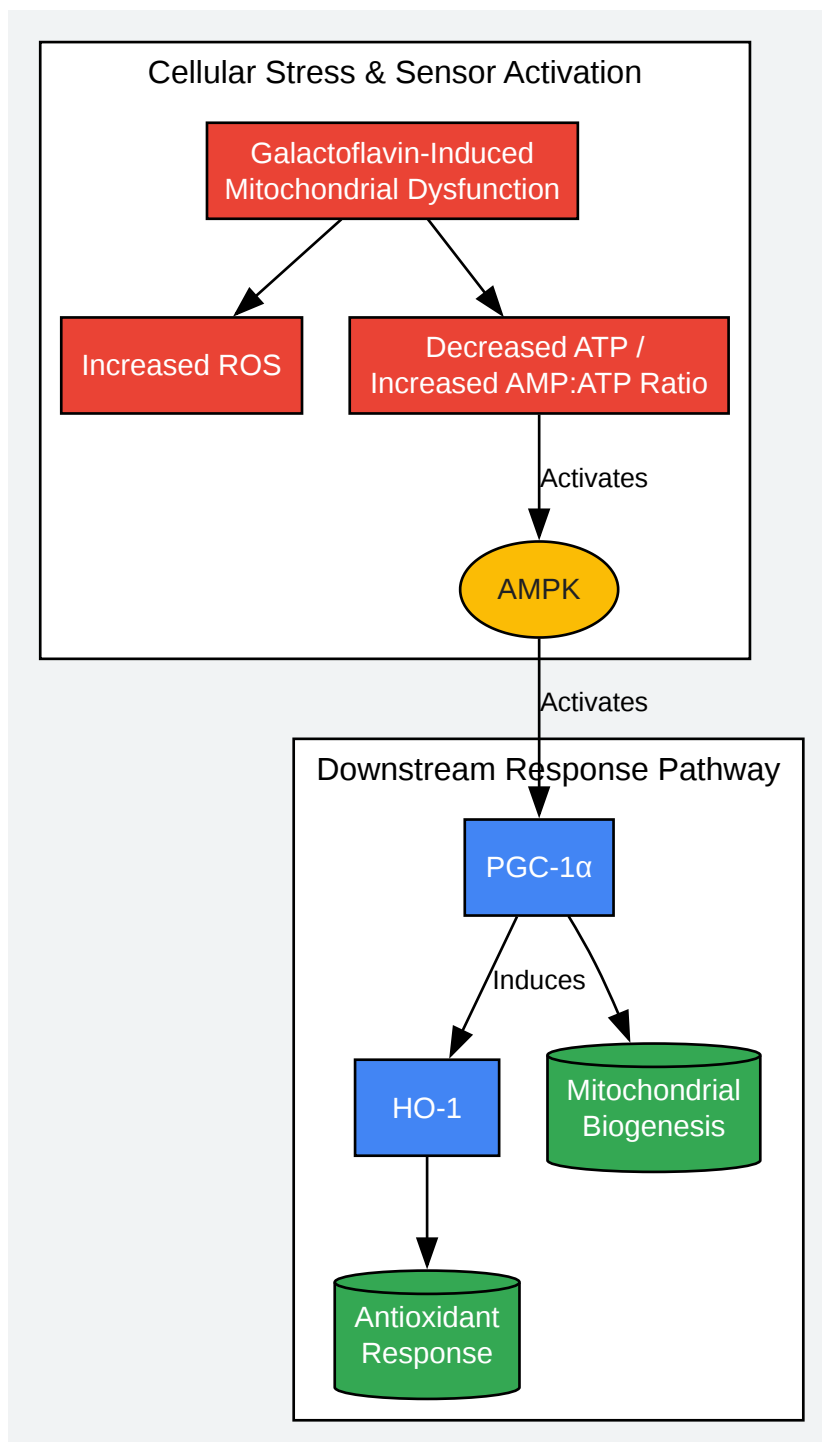 Cellular Stress & Sensor Activation
Galactoflavin-Induced
Mitochondrial Dysfunction
Increased ROS
Decreased ATP /
Increased AMP:ATP Ratio
Activates
AMPK
Activates
Downstream Response Pathway
PGC-1α
Induces
HO-1
Mitochondrial
Biogenesis
Antioxidant
Response